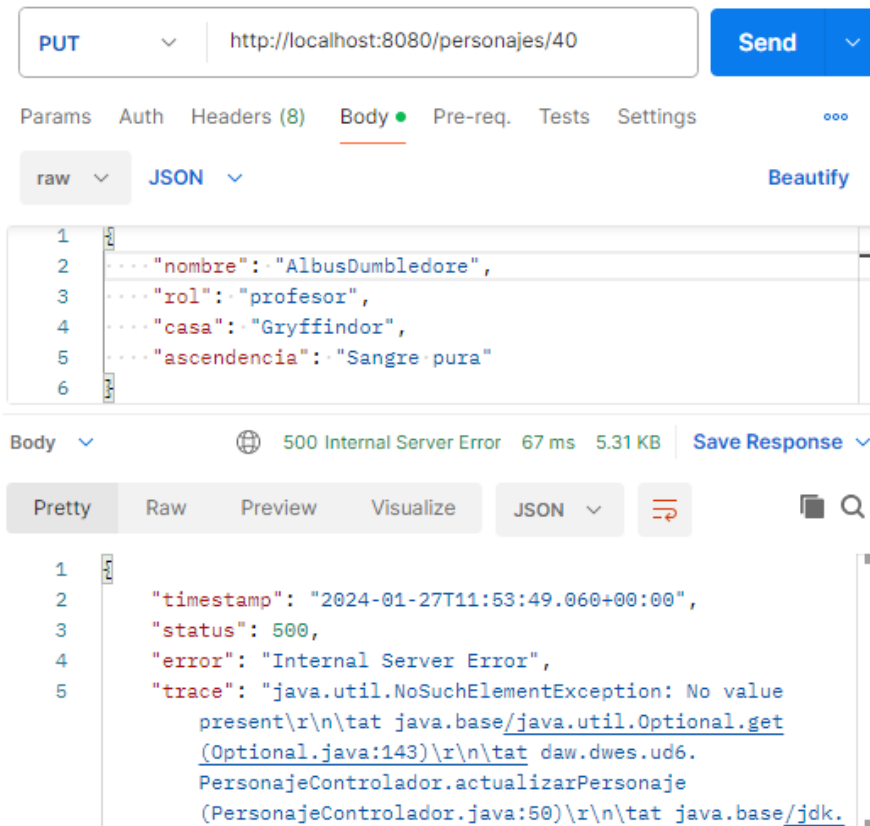 PUT http://localhost:8080/personajes/40 Send
Params Auth Headers (8) Body Pre-req. Tests Settings
raw JSON Beautify
1 {
2 ····"nombre":·"AlbusDumbledore",
3 ····"rol":·"profesor",
4 ····"casa":·"Gryffindor",
5 ····"ascendencia":·"Sangre·pura"
6 }
Body 500 Internal Server Error 67 ms 5.31 KB Save Response
Pretty Raw Preview Visualize JSON
1 {
2 "timestamp": "2024-01-27T11:53:49.060+00:00",
3 "status": 500,
4 "error": "Internal Server Error",
5 "trace": "java.util.NoSuchElementException: No value
present\r\n\tat java.base/java.util.Optional.get
(Optional.java:143)\r\n\tat daw.dwes.ud6.
PersonajeControlador.actualizarPersonaje
(PersonajeControlador.java:50)\r\n\tat java.base/jdk.